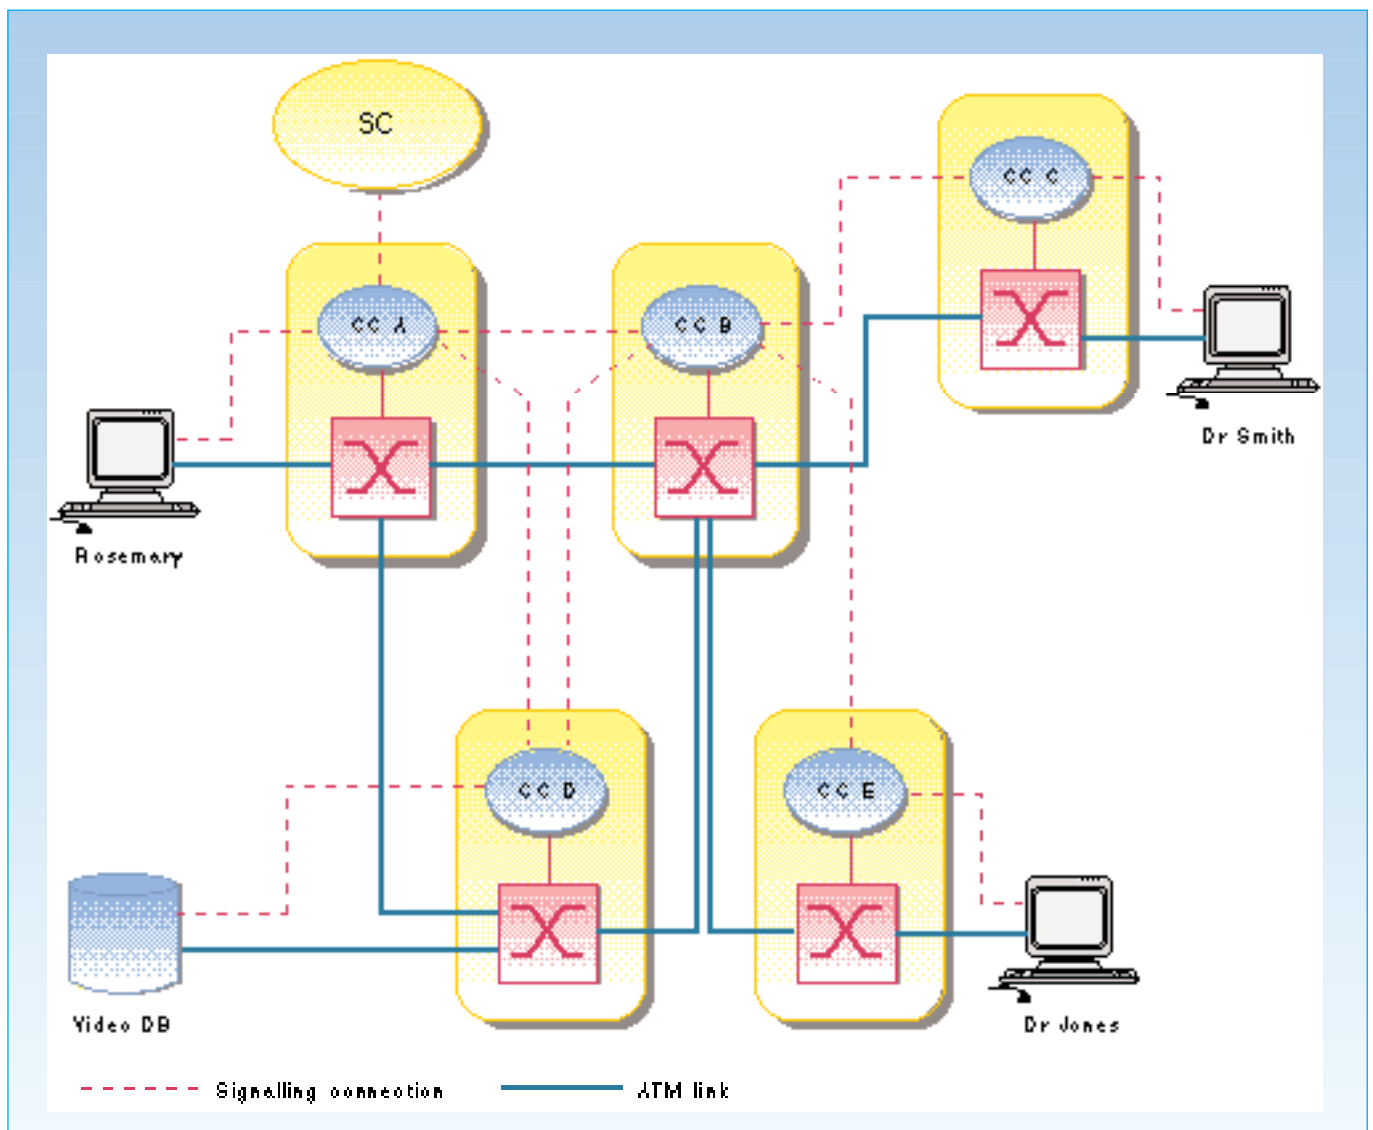 SC
CC C
CC A
CC B
Dr Smith
Rosemary
CC D
CC E
Video DB
Dr Jones
Signalling connection
ATM link